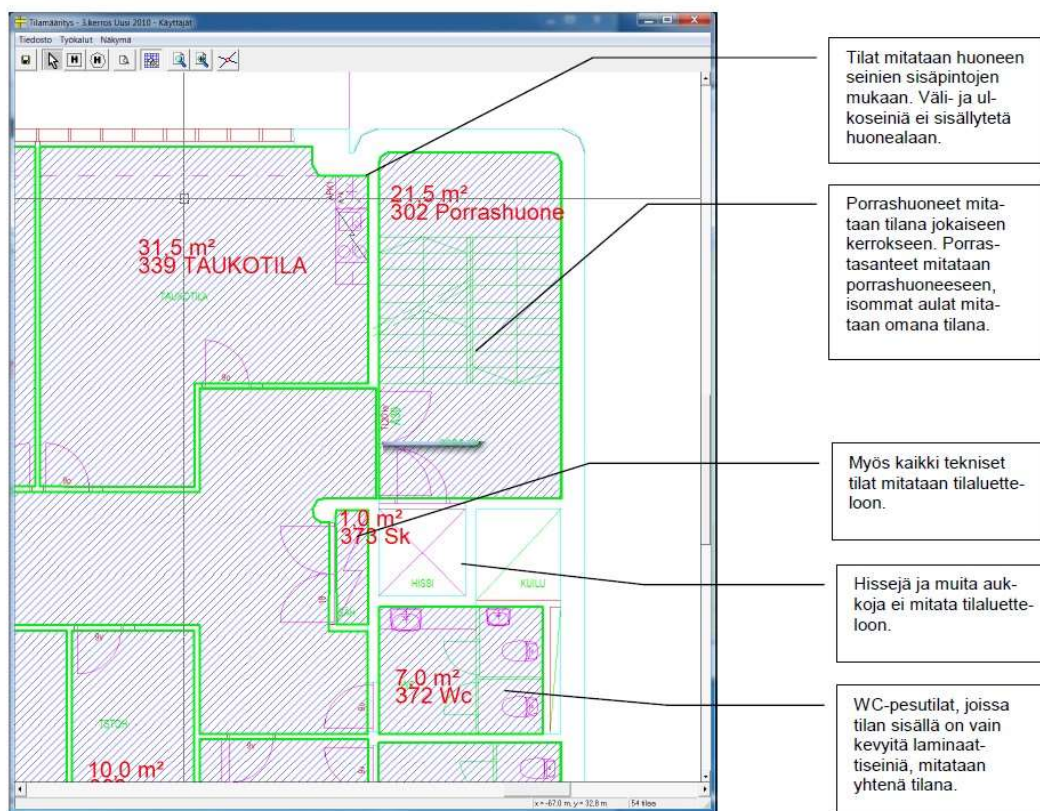 Tilamääritys - 3.kerros Uusi 2010 - Käyttäjät
Tiedosto Työkalut Näkymä
31,5 m²
339 TAUKOTILA
TAUKOTILA
21,5 m²
302 Porrashuone
1,0 m²
373 Sk
HISSI
KUILU
7,0 m²
372 Wc
TSTOH
10,0 m²
x = -67,0 m, y = 32,8 m
54 tilaa
Tilat mitataan huoneen
seinien sisäpintojen
mukaan. Väli- ja ul-
koseiniä ei sisällytetä
huonealaan.
Porrashuoneet mita-
taan tilana jokaiseen
kerrokseen. Porras-
tasanteet mitataan
porrashuoneeseen,
isommat aulat mita-
taan omana tilana.
Myös kaikki tekniset
tilat mitataan tilaluette-
loon.
Hissejä ja muita auk-
koja ei mitata tilaluette-
loon.
WC-pesutilat, joissa
tilan sisällä on vain
kevyitä laminaat-
tiseiniä, mitataan
yhtenä tilana.